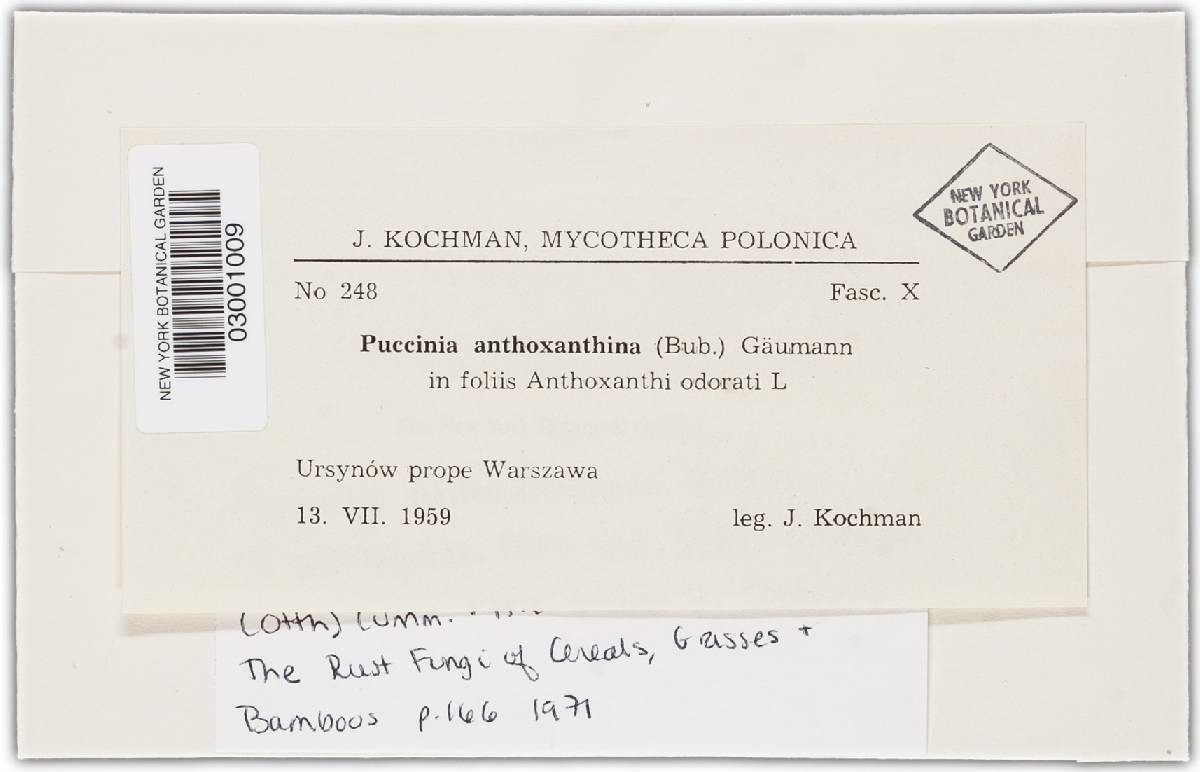 NEW YORK BOTANICAL GARDEN
03001009
NEW YORK
BOTANICAL
GARDEN
J. KOCHMAN, MYCOTHECA POLONICA
No 248 Fasc. X
Puccinia anthoxanthina (Bub.) Gäumann
in foliis Anthoxanthi odorati L
Ursynów prope Warszawa
13. VII. 1959 leg. J. Kochman
(Otth) Cumm.
The Rust Fungi of Cereals, Grasses +
Bamboos p.166 1971